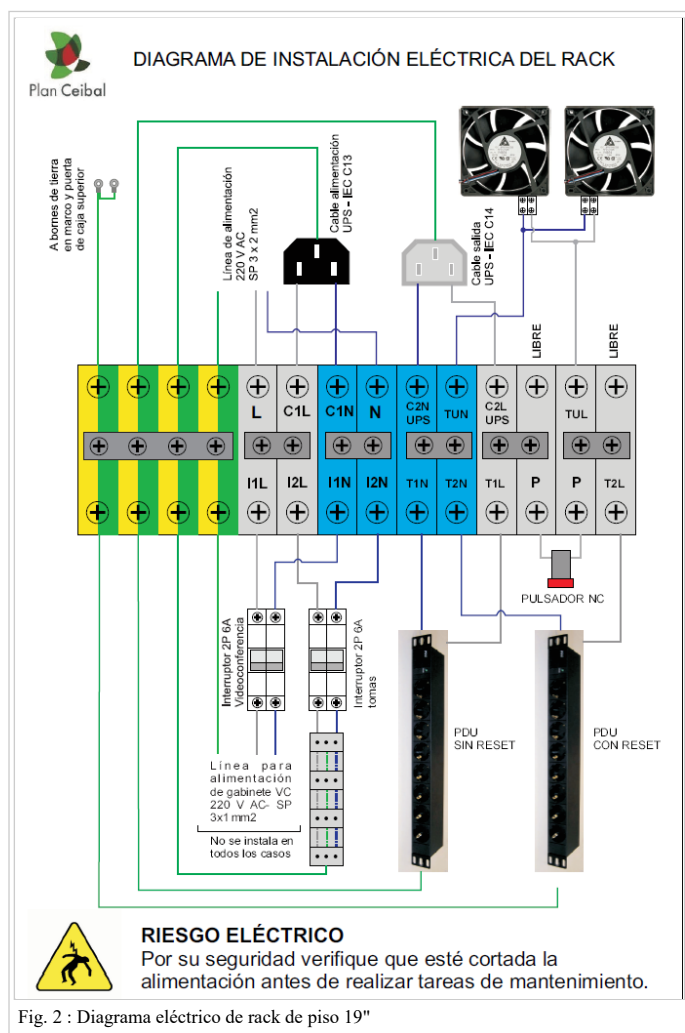 Plan Ceibal
DIAGRAMA DE INSTALACIÓN ELÉCTRICA DEL RACK
A bornes de tierra
en marco y puerta
de caja superior
Línea de alimentación
220 V AC
SP 3 x 2 mm2
Cable alimentación
UPS - IEC C13
Cable salida
UPS - IEC C14
LIBRE
LIBRE
L
C1L
C1N
N
C2N
UPS
TUN
C2L
UPS
TUL
I1L
I2L
I1N
I2N
T1N
T2N
T1L
P
P
T2L
PULSADOR NC
Interruptor 2P 6A
Videoconferencia
Interruptor 2P 6A
tomas
PDU
SIN RESET
PDU
CON RESET
Línea para
alimentación
de gabinete VC
220 V AC- SP
3x1 mm2
No se instala en
todos los casos
RIESGO ELÉCTRICO
Por su seguridad verifique que esté cortada la
alimentación antes de realizar tareas de mantenimiento.
Fig. 2 : Diagrama eléctrico de rack de piso 19"